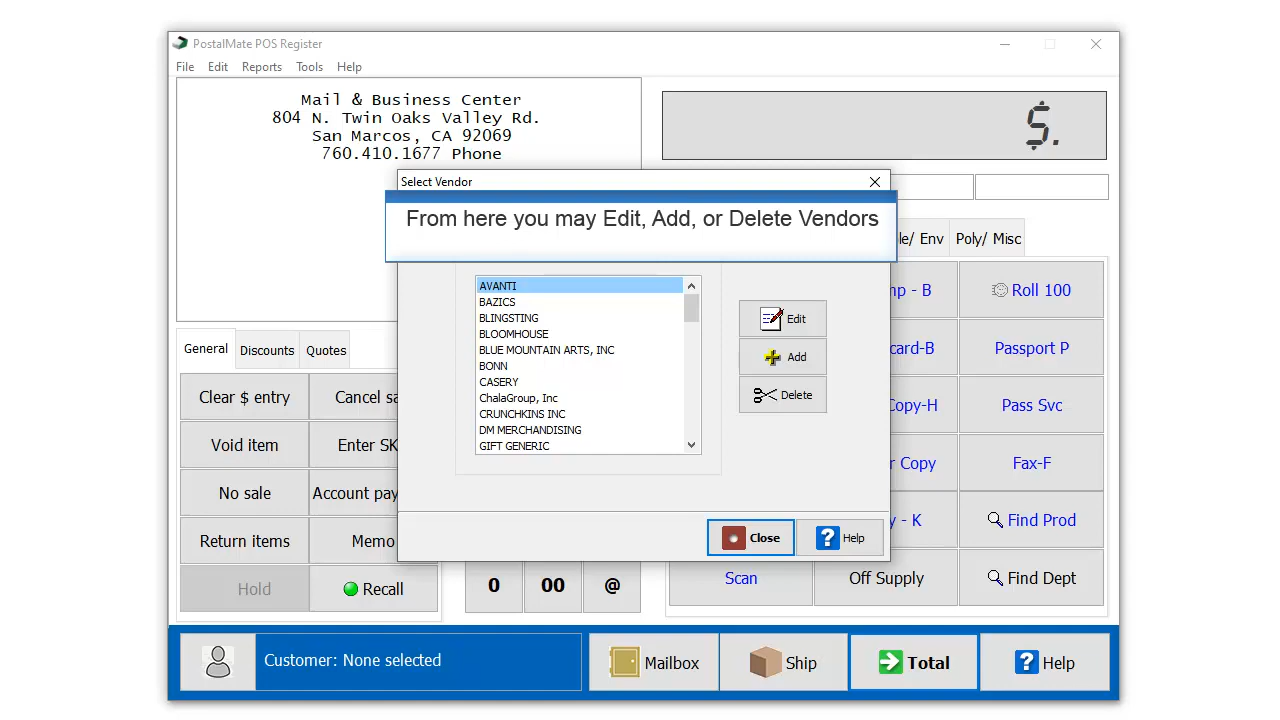 PostalMate POS Register
File Edit Reports Tools Help
Mail & Business Center
804 N. Twin Oaks Valley Rd.
San Marcos, CA 92069
760.410.1677 Phone
$.
Select Vendor
From here you may Edit, Add, or Delete Vendors
le/ Env
Poly/ Misc
AVANTI
BAZICS
BLINGSTING
BLOOMHOUSE
BLUE MOUNTAIN ARTS, INC
BONN
CASERY
ChalaGroup, Inc
CRUNCHKINS INC
DM MERCHANDISING
GIFT GENERIC
Edit
Add
Delete
Close
Help
General Discounts Quotes
Clear $ entry
Cancel sa
Void item
Enter SK
No sale
Account pay
Return items
Memo
Hold
Recall
0 00 @
mp - B
Roll 100
card-B
Passport P
Copy-H
Pass Svc
r Copy
Fax-F
y - K
Find Prod
Scan
Off Supply
Find Dept
Customer: None selected
Mailbox
Ship
Total
Help